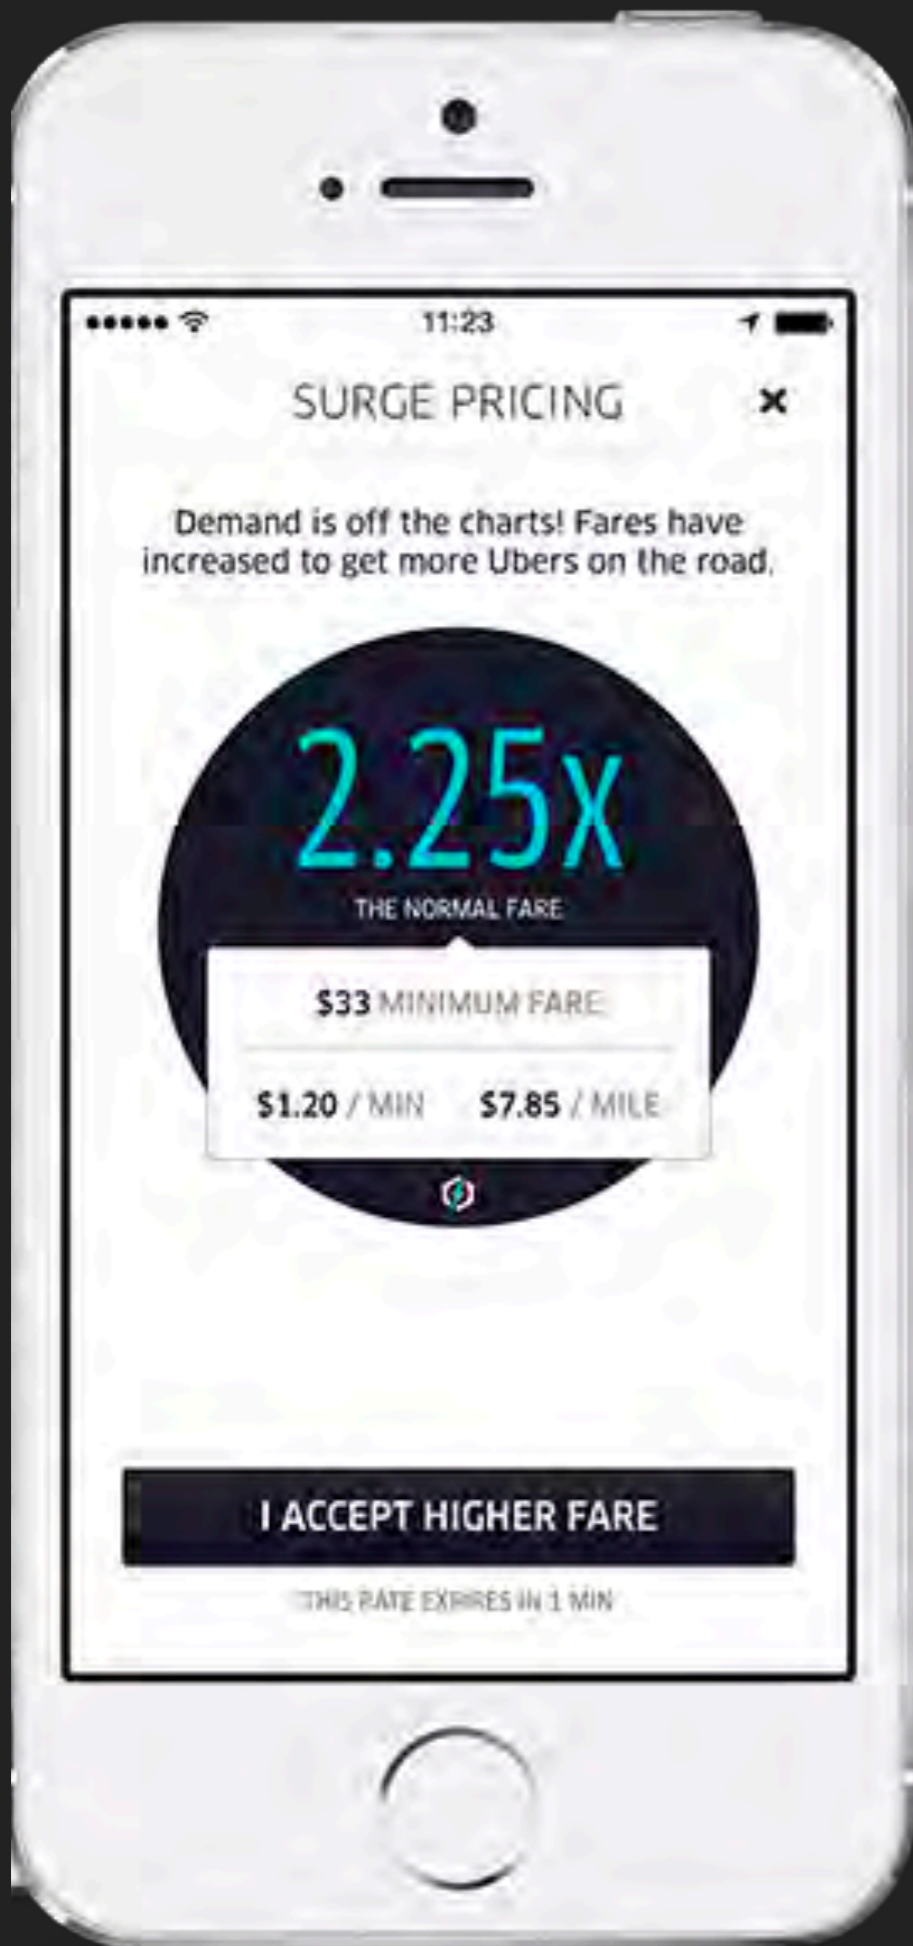 11:23
SURGE PRICING
Demand is off the charts! Fares have
increased to get more Ubers on the road.
2.25x
THE NORMAL FARE
$33 MINIMUM FARE
$1.20 / MIN $7.85 / MILE
I ACCEPT HIGHER FARE
THIS RATE EXPIRES IN 1 MIN